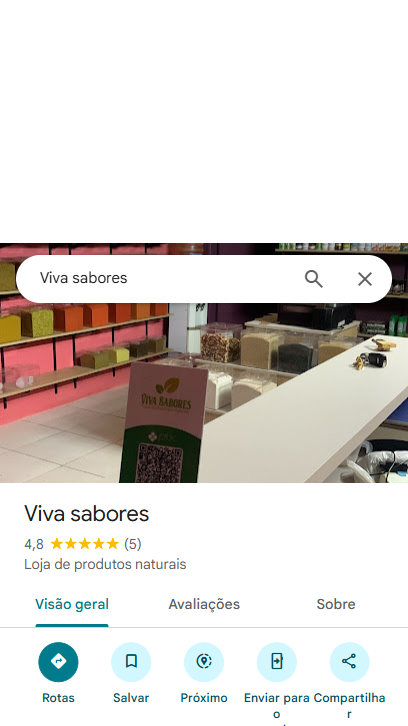 Viva sabores
VIVA SABORES
Viva sabores
4,8 (5)
Loja de produtos naturais
Visão geral Avaliações Sobre
Rotas Salvar Próximo Enviar para o Compartilhar